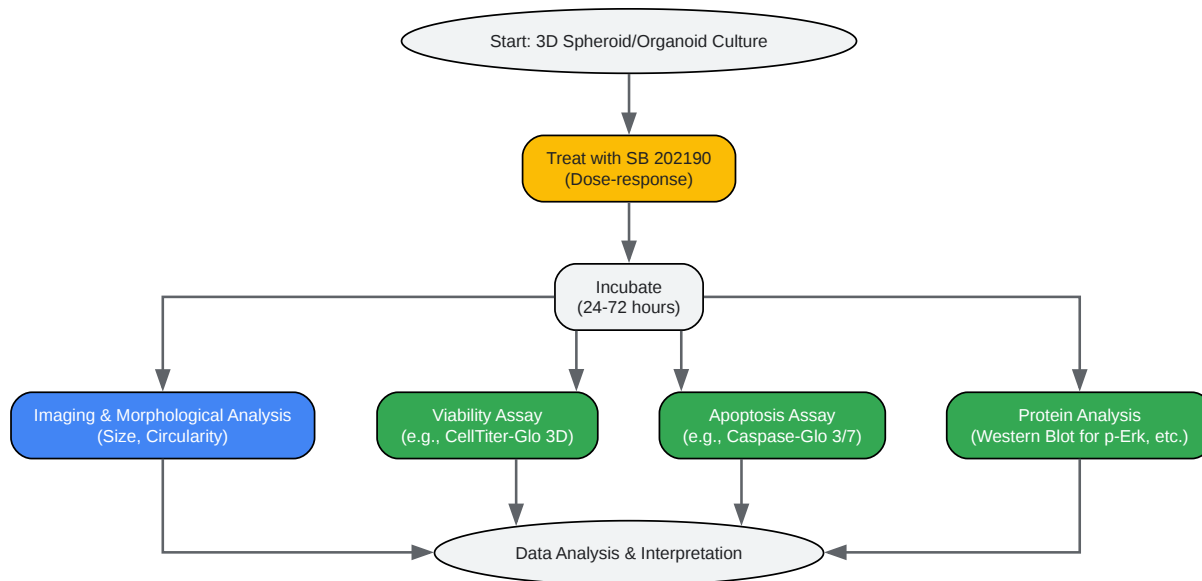 Start: 3D Spheroid/Organoid Culture
Treat with SB 202190
(Dose-response)
Incubate
(24-72 hours)
Imaging & Morphological Analysis
(Size, Circularity)
Viability Assay
(e.g., CellTiter-Glo 3D)
Apoptosis Assay
(e.g., Caspase-Glo 3/7)
Protein Analysis
(Western Blot for p-Erk, etc.)
Data Analysis & Interpretation